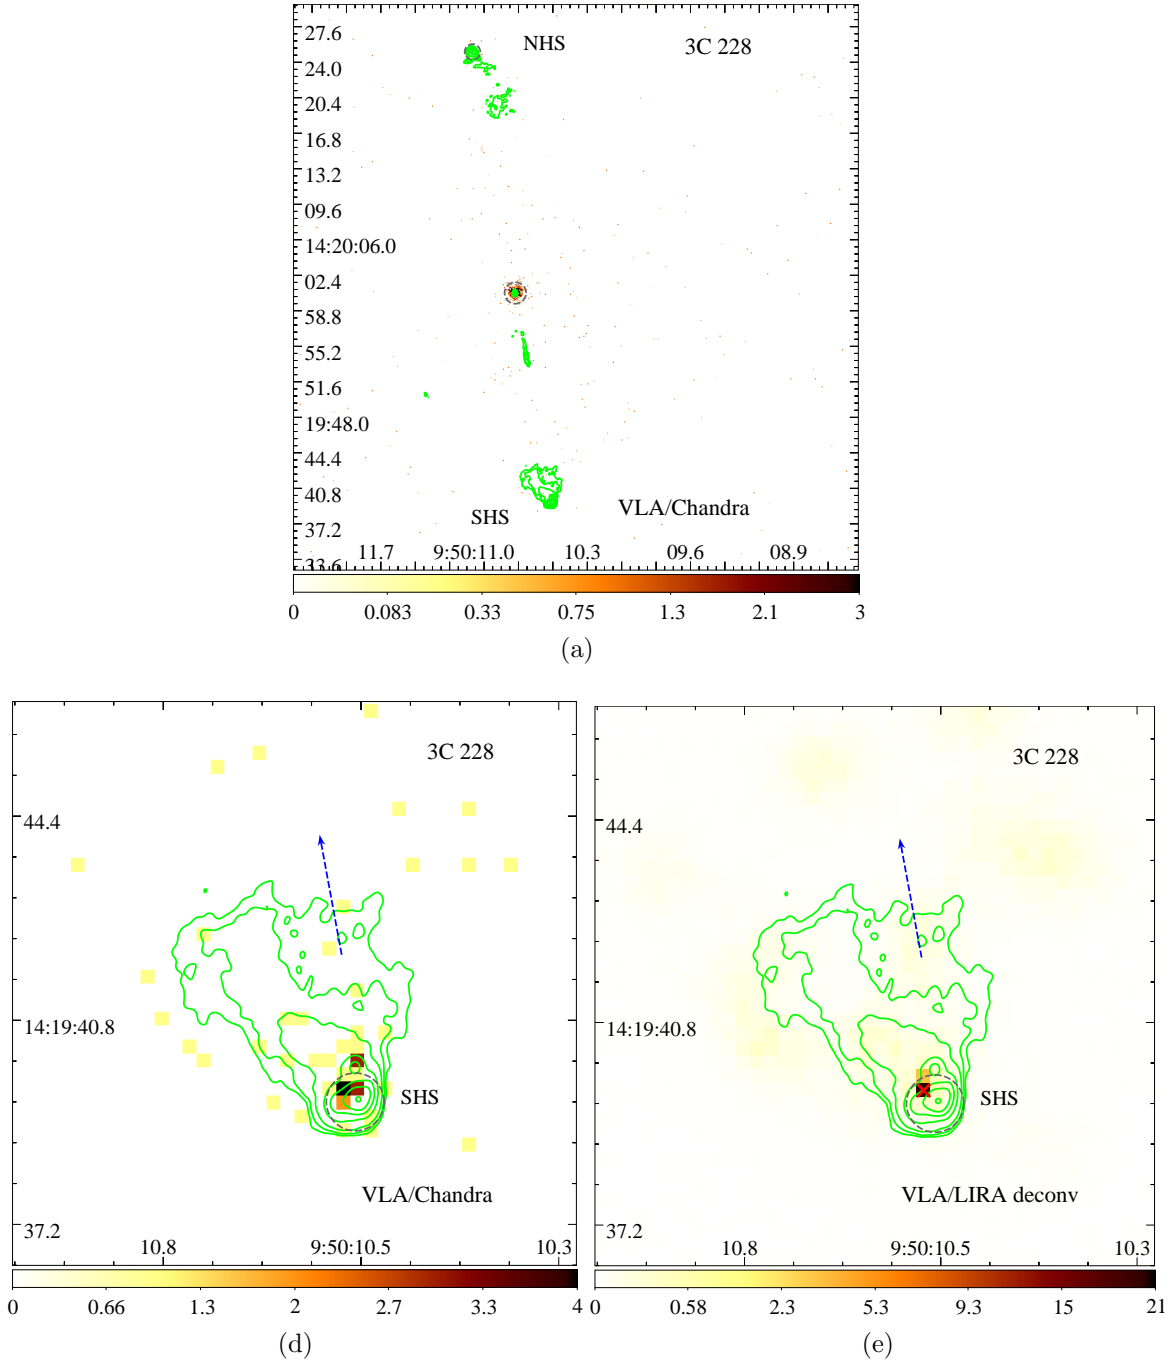 27.6
NHS
3C 228
24.0
20.4
16.8
13.2
09.6
14:20:06.0
02.4
58.8
55.2
51.6
19:48.0
44.4
40.8
SHS
VLA/Chandra
37.2
33.6
11.7 9:50:11.0 10.3 09.6 08.9
0 0.083 0.33 0.75 1.3 2.1 3
(a)
3C 228
44.4
14:19:40.8
SHS
VLA/Chandra
37.2
10.8 9:50:10.5 10.3
0 0.66 1.3 2 2.7 3.3 4
(d)
3C 228
44.4
14:19:40.8
SHS
VLA/LIRA deconv
37.2
10.8 9:50:10.5 10.3
0 0.58 2.3 5.3 9.3 15 21
(e)